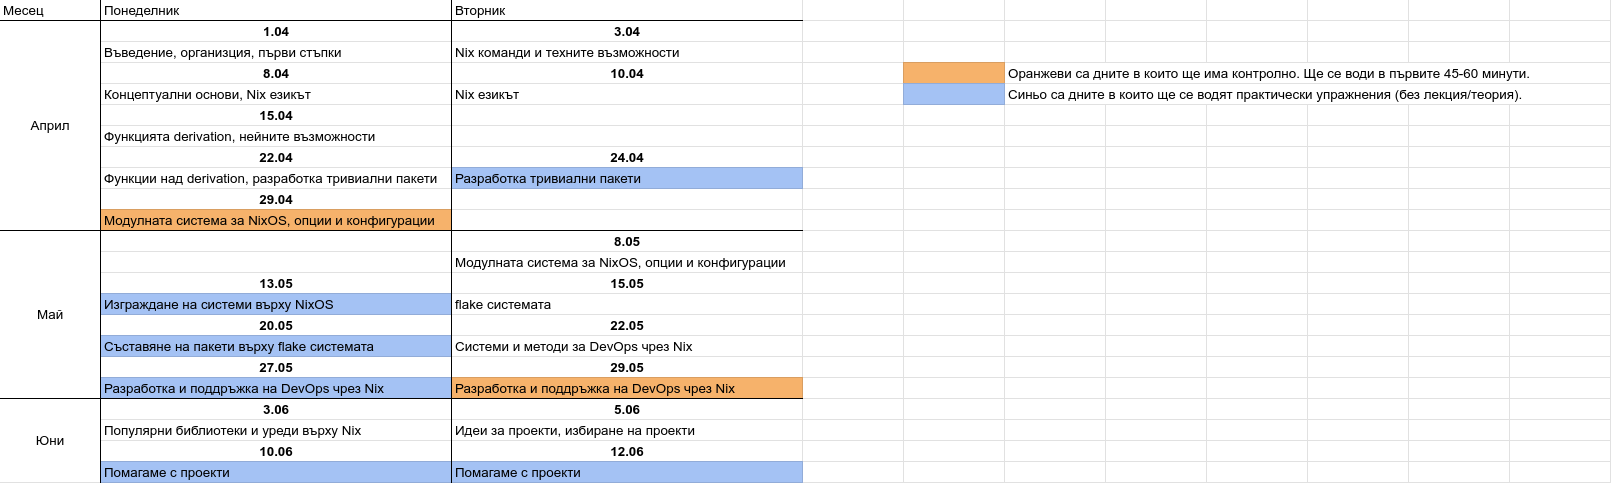 Месец Понеделник Вторник
1.04 3.04
Въведение, организция, първи стъпки Nix команди и техните възможности
8.04 10.04 Оранжеви са дните в които ще има контролно. Ще се води в първите 45-60 минути.
Концептуални основи, Nix езикът Nix езикът Синьо са дните в които ще се водят практически упражнения (без лекция/теория).
15.04
Април
Функцията derivation, нейните възможности
22.04 24.04
Функции над derivation, разработка тривиални пакети Разработка тривиални пакети
29.04
Модулната система за NixOS, опции и конфигурации
8.05
Модулната система за NixOS, опции и конфигурации
13.05 15.05
Изграждане на системи върху NixOS flake системата
Май
20.05 22.05
Съставяне на пакети върху flake системата Системи и методи за DevOps чрез Nix
27.05 29.05
Разработка и поддръжка на DevOps чрез Nix Разработка и поддръжка на DevOps чрез Nix
3.06 5.06
Популярни библиотеки и уреди върху Nix Идеи за проекти, избиране на проекти
Юни
10.06 12.06
Помагаме с проекти Помагаме с проекти